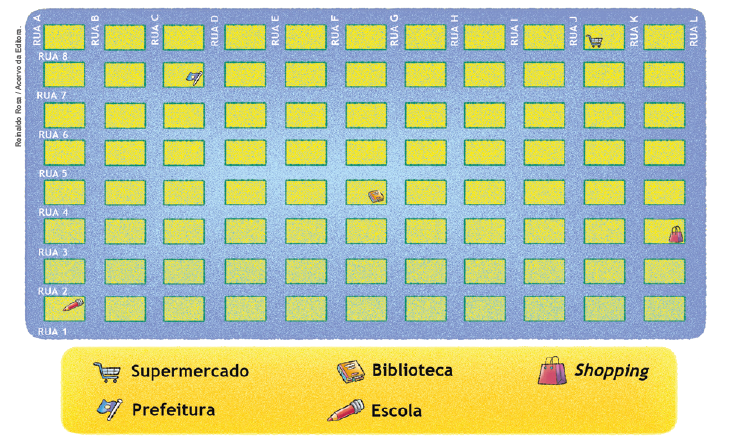 Reinaldo Rosa / Acervo da Editora.
RUA A
RUA B
RUA C
RUA D
RUA E
RUA F
RUA G
RUA H
RUA I
RUA J
RUA K
RUA L
RUA 8
RUA 7
RUA 6
RUA 5
RUA 4
RUA 3
RUA 2
RUA 1
Supermercado
Biblioteca
Shopping
Prefeitura
Escola